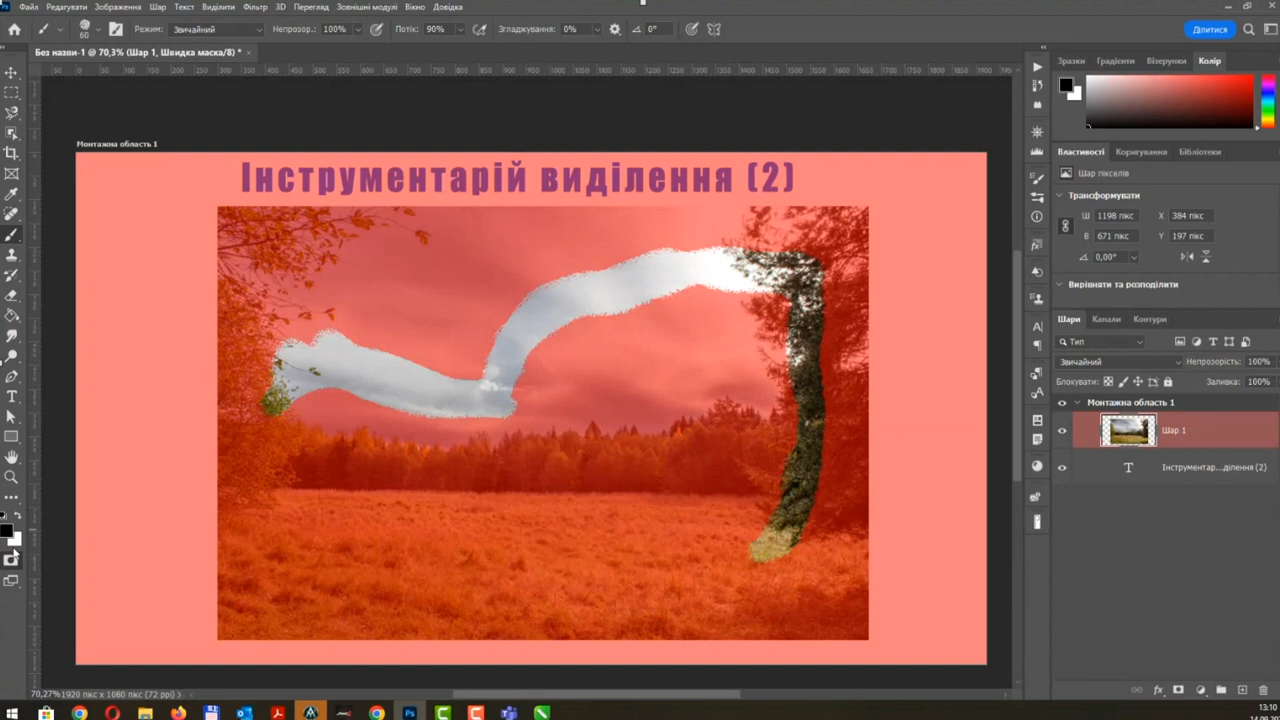 Файл Редагувати Зображення Шар Текст Виділити Фільтр 3D Перегляд Зовнішні модулі Вікно Довідка
60 Режим: Звичайний Непрозор.: 100% Потік: 90% Згладжування: 0% 0° Ділитися
Без назви-1 @ 70,3% (Шар 1, Швидка маска/8) *
Зразки Градієнти Візерунки Колір
Монтажна область 1
Інструментарій виділення (2)
Властивості Коригування Бібліотеки
Шар пікселів
Трансформувати
Ш 1198 пікс X 384 пікс
В 671 пікс Y 197 пікс
0,00°
Вирівняти та розподілити
Шари Канали Контури
Тип
Звичайний Непрозорість: 100%
Блокувати: Заливка: 100%
Монтажна область 1
Шар 1
Інструментар...ділення (2)
70,27% 1920 пікс x 1080 пікс (72 ppi)
13:10